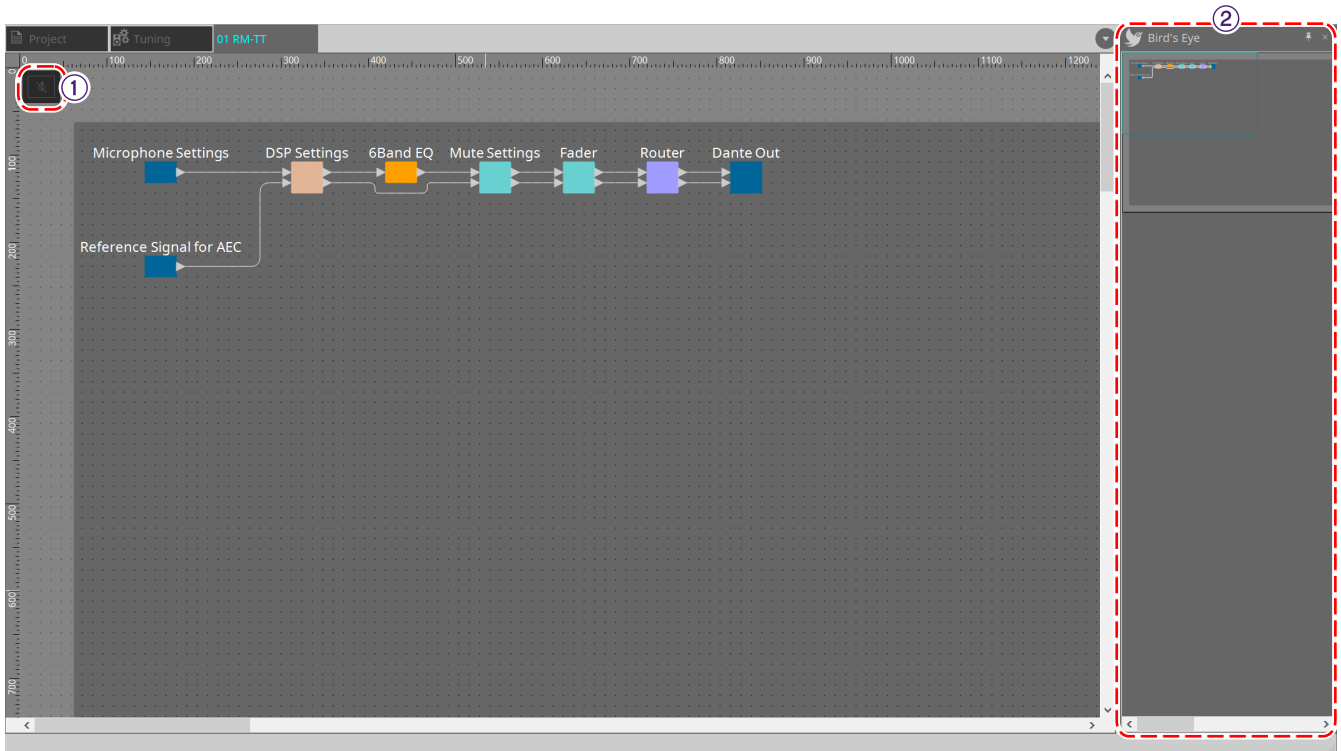 ②
Project
Tuning
01 RM-TT
Bird's Eye
0 100 200 300 400 500 600 700 800 900 1000 1100 1200
0
①
Microphone Settings DSP Settings 6Band EQ Mute Settings Fader Router Dante Out
100
Reference Signal for AEC
200
300
400
500
600
700